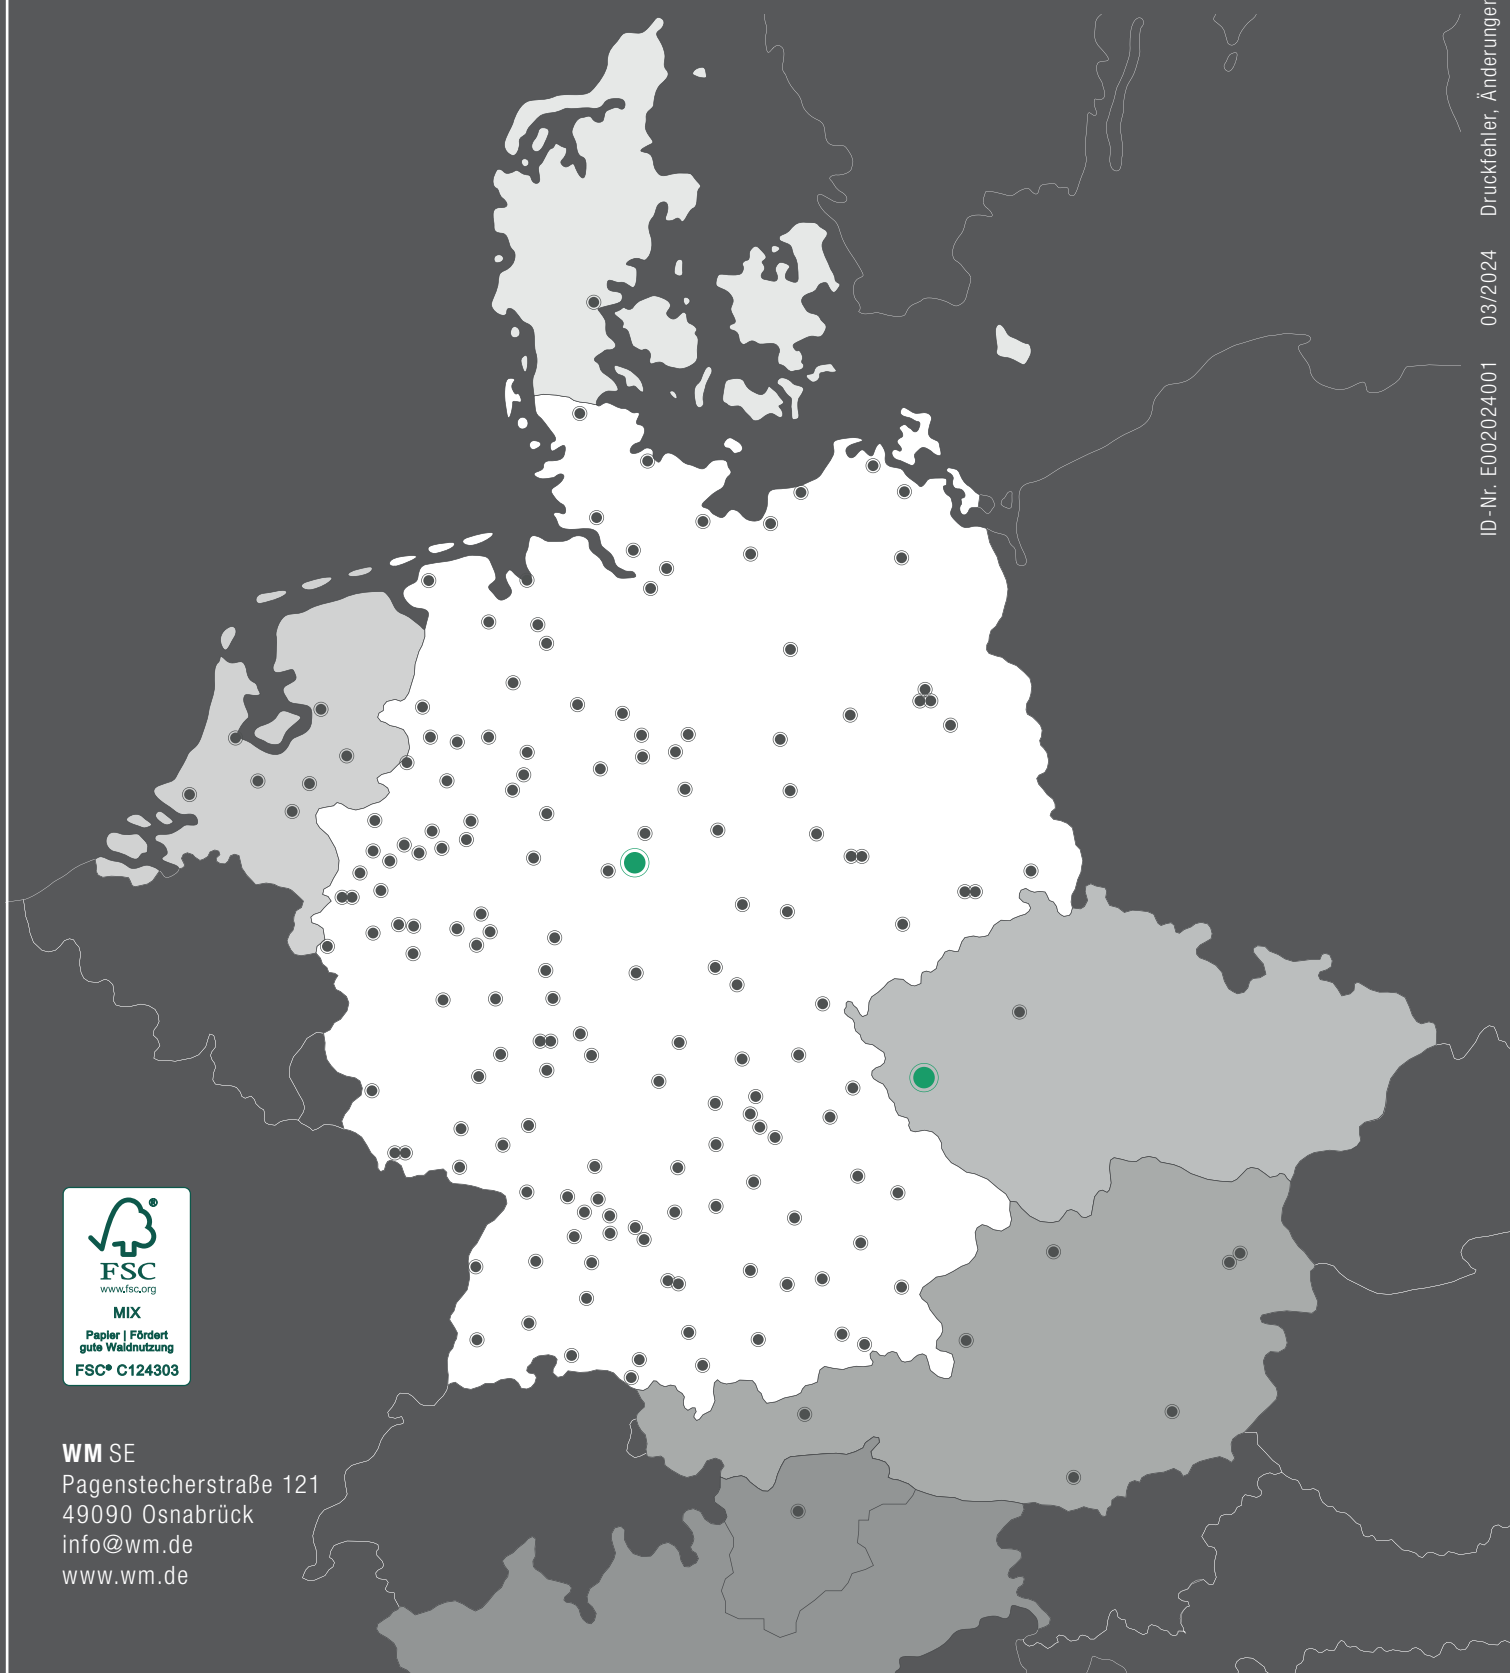 ID-Nr. E002024001 03/2024 Druckfehler, Änderungen
®
FSC
www.fsc.org
MIX
Papier | Fördert
gute Waldnutzung
FSC® C124303
WM SE
Pagenstecherstraße 121
49090 Osnabrück
info@wm.de
www.wm.de